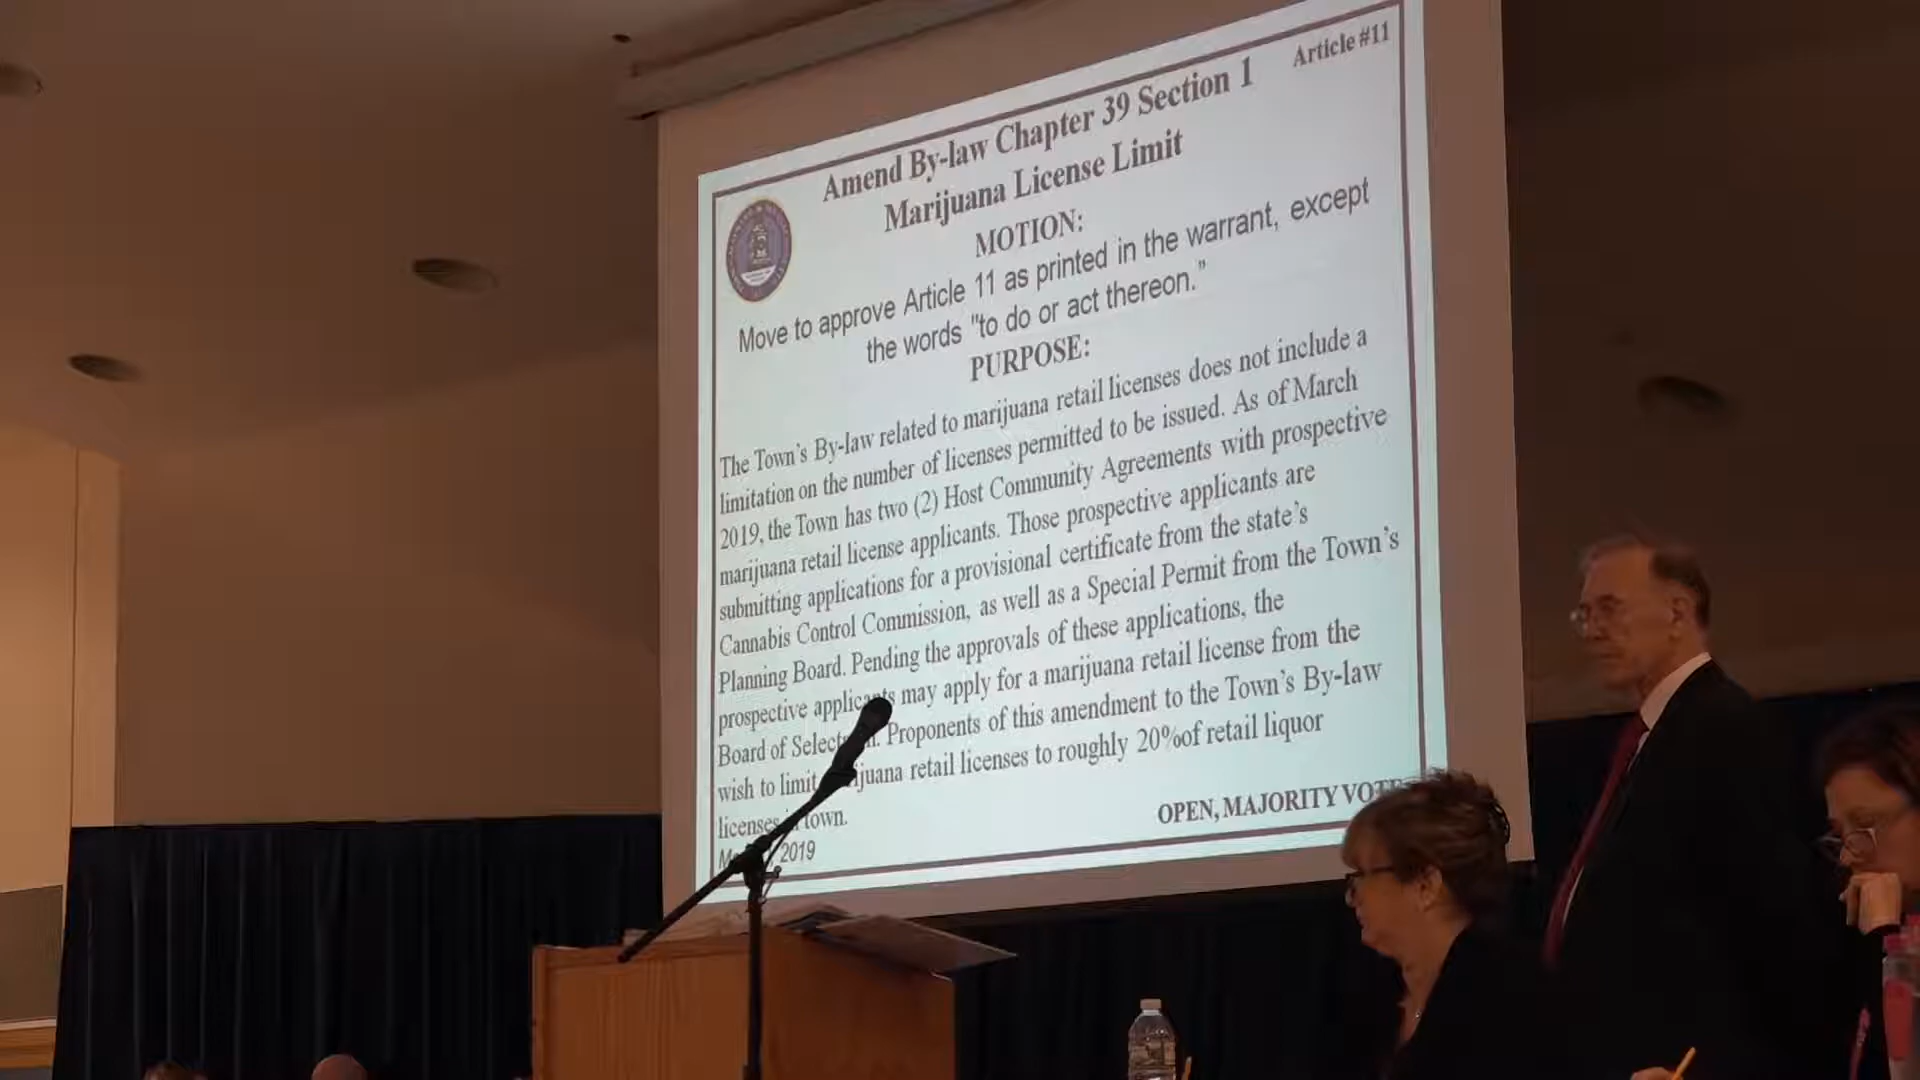 Article #11
Amend By-law Chapter 39 Section 1
Marijuana License Limit
MOTION:
Move to approve Article 11 as printed in the warrant, except
the words "to do or act thereon."
PURPOSE:
The Town's By-law related to marijuana retail licenses does not include a
limitation on the number of licenses permitted to be issued. As of March
2019, the Town has two (2) Host Community Agreements with prospective
marijuana retail license applicants. Those prospective applicants are
submitting applications for a provisional certificate from the state's
Cannabis Control Commission, as well as a Special Permit from the Town's
Planning Board. Pending the approvals of these applications, the
prospective applicants may apply for a marijuana retail license from the
Board of Proponents of this amendment to the Town's By-law
wish to limit retail licenses to roughly 20%of retail liquor
licenses town.
OPEN, MAJORITY VOTE
2019